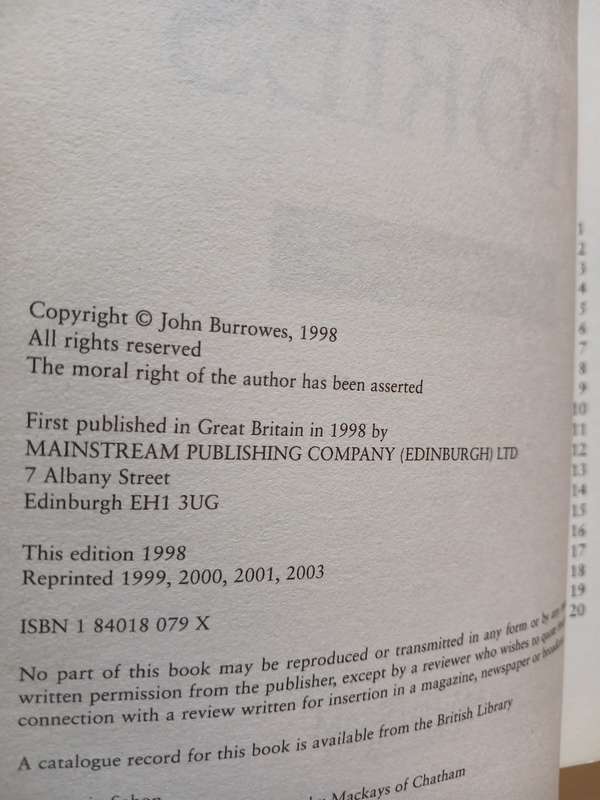 Copyright © John Burrowes, 1998
All rights reserved
The moral right of the author has been asserted
First published in Great Britain in 1998 by
MAINSTREAM PUBLISHING COMPANY (EDINBURGH) LTD
7 Albany Street
Edinburgh EH1 3UG
This edition 1998
Reprinted 1999, 2000, 2001, 2003
ISBN 1 84018 079 X
No part of this book may be reproduced or transmitted in any form or by any
written permission from the publisher, except by a reviewer who wishes to quote
connection with a review written for insertion in a magazine, newspaper or
A catalogue record for this book is available from the British Library
Mackays of Chatham
1
2
3
4
5
6
7
8
9
10
11
12
13
14
15
16
17
18
19
20